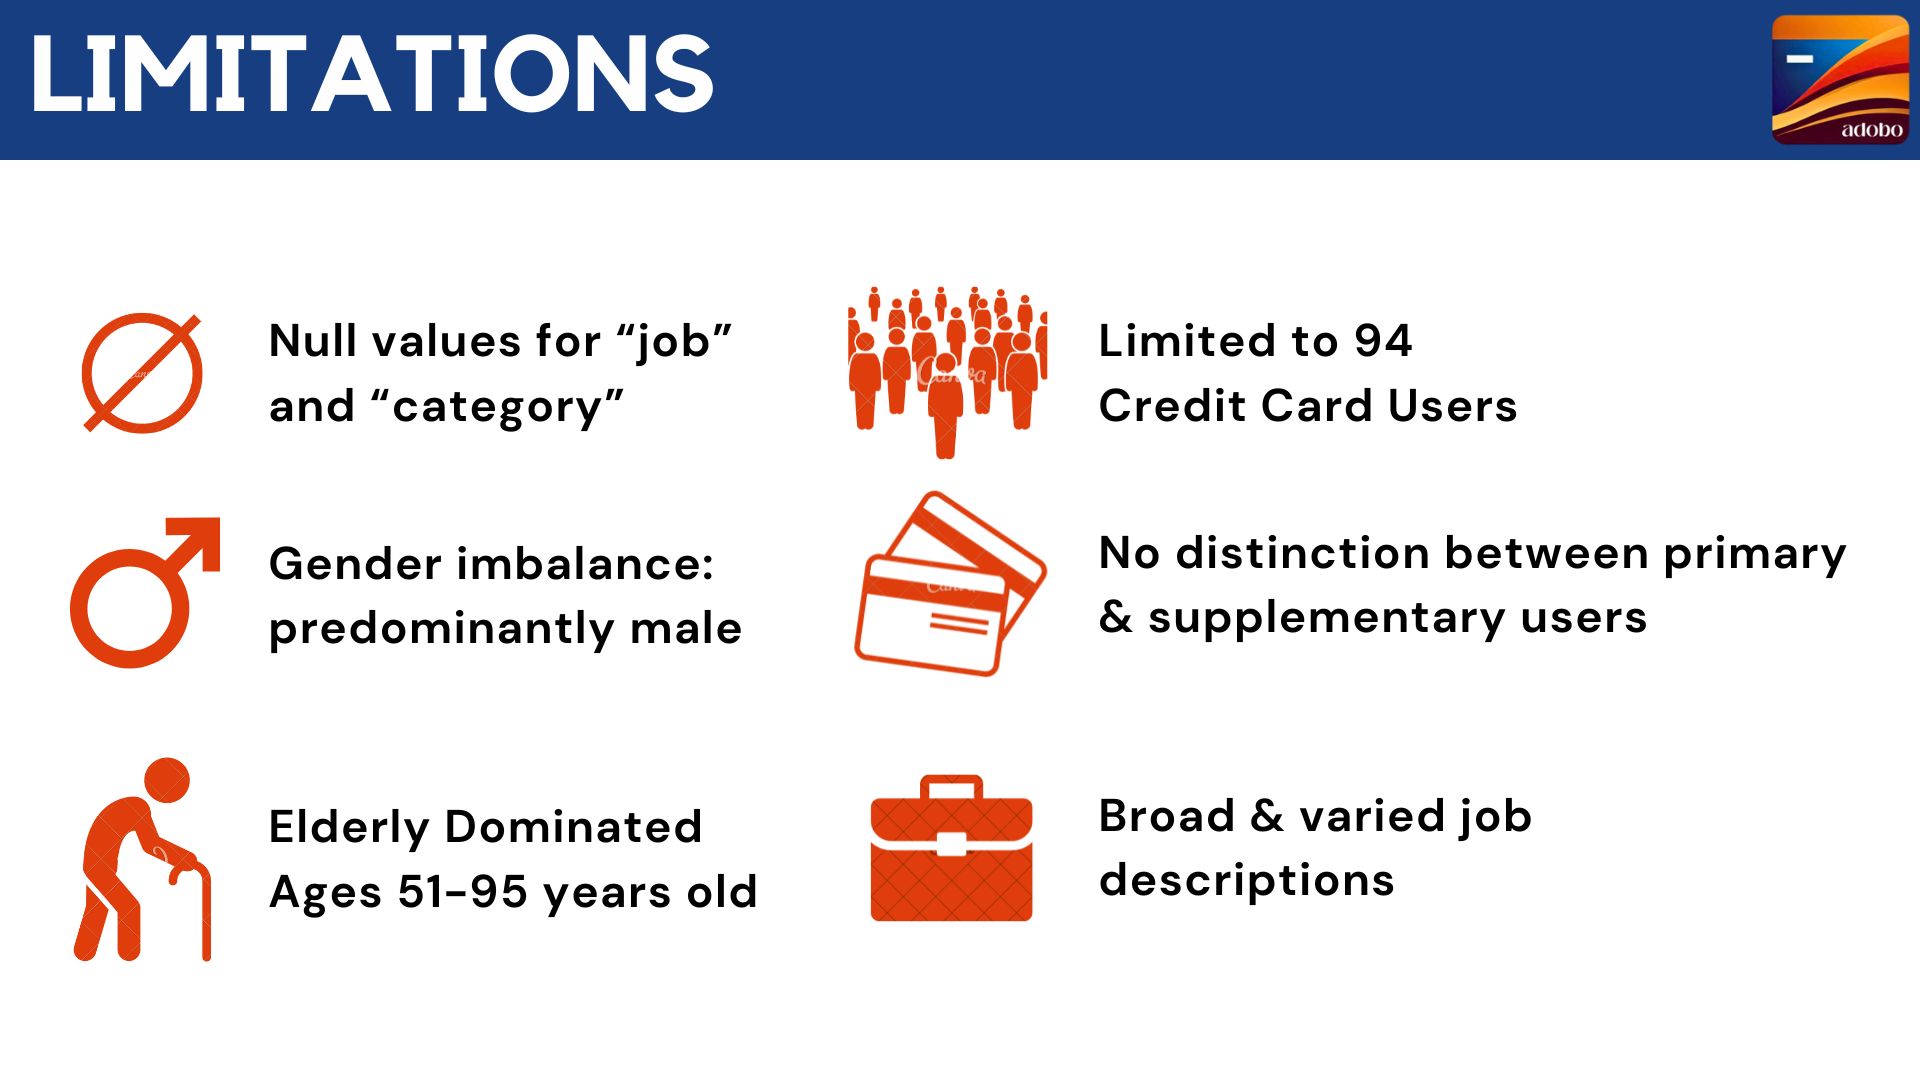 LIMITATIONS
adobo
Null values for “job”
and “category”
Limited to 94
Credit Card Users
Gender imbalance:
predominantly male
No distinction between primary
& supplementary users
Elderly Dominated
Ages 51-95 years old
Broad & varied job
descriptions
Canva